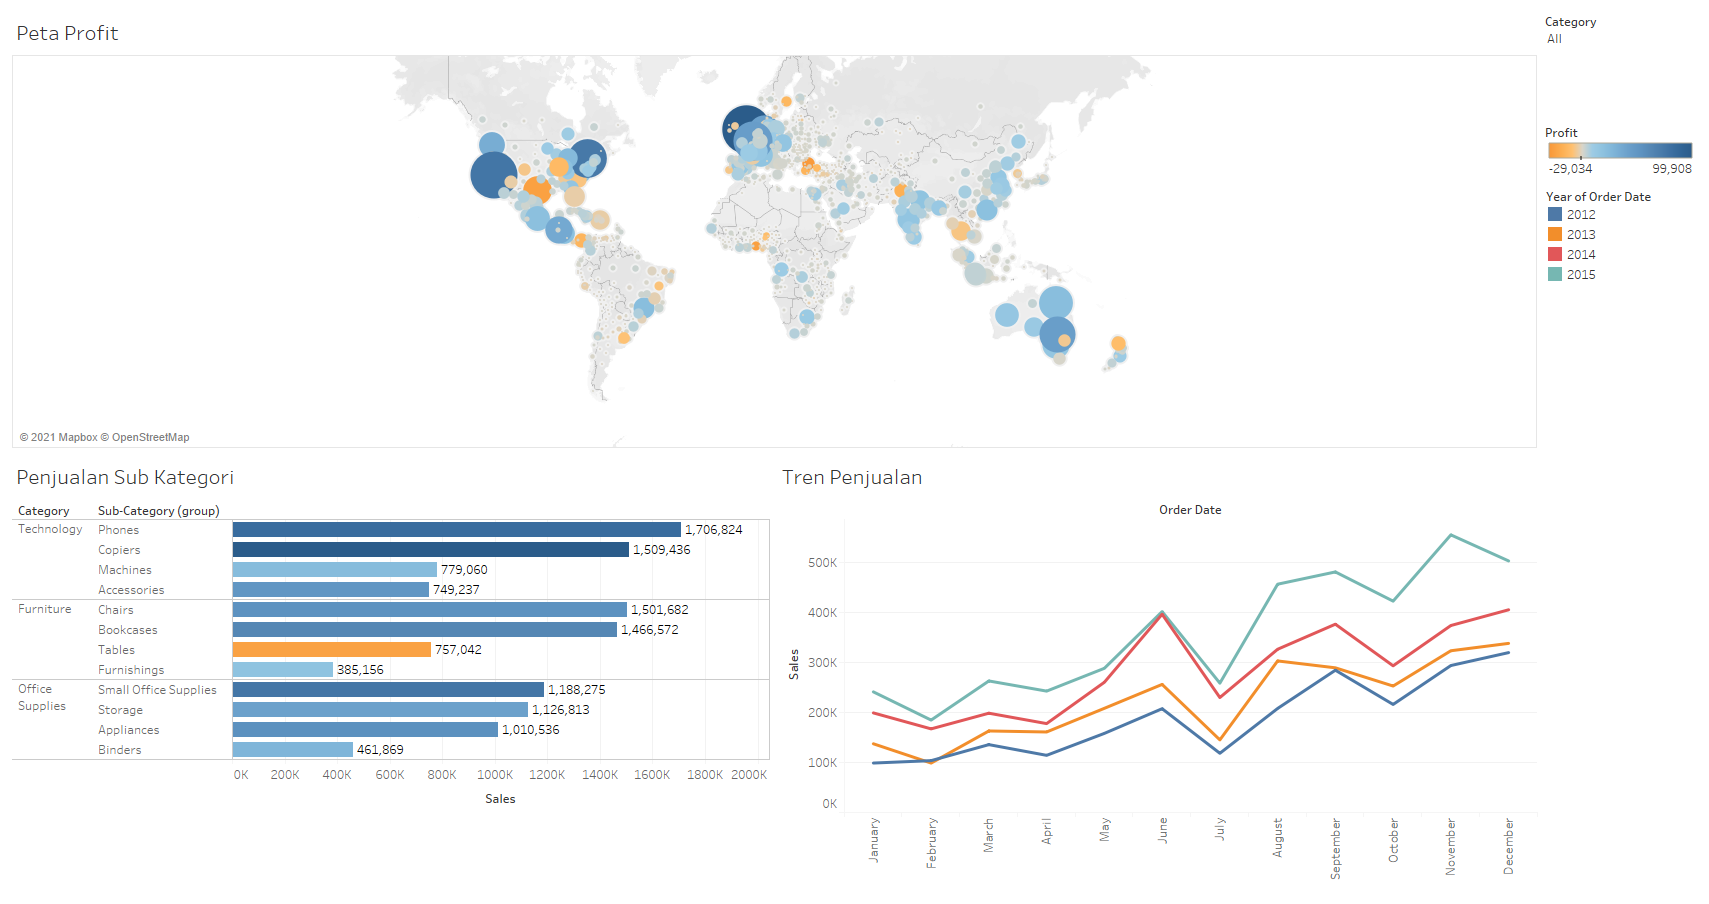 Peta Profit
Category
All
Profit
-29,034 99,908
Year of Order Date
2012
2013
2014
2015
© 2021 Mapbox © OpenStreetMap
Penjualan Sub Kategori
Category Sub-Category (group)
Technology Phones 1,706,824
Copiers 1,509,436
Machines 779,060
Accessories 749,237
Furniture Chairs 1,501,682
Bookcases 1,466,572
Tables 757,042
Furnishings 385,156
Office Supplies Small Office Supplies 1,188,275
Storage 1,126,813
Appliances 1,010,536
Binders 461,869
0K 200K 400K 600K 800K 1000K 1200K 1400K 1600K 1800K 2000K
Sales
Tren Penjualan
Order Date
500K
400K
300K
200K
100K
0K
Sales
January February March April May June July August September October November December